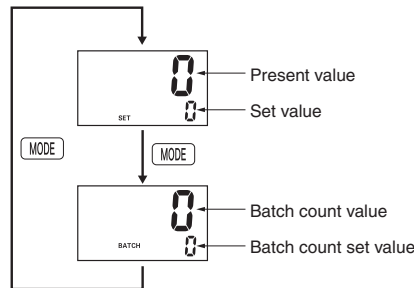 0
Present value
0
Set value
SET
MODE
MODE
0
Batch count value
BATCH
0
Batch count set value